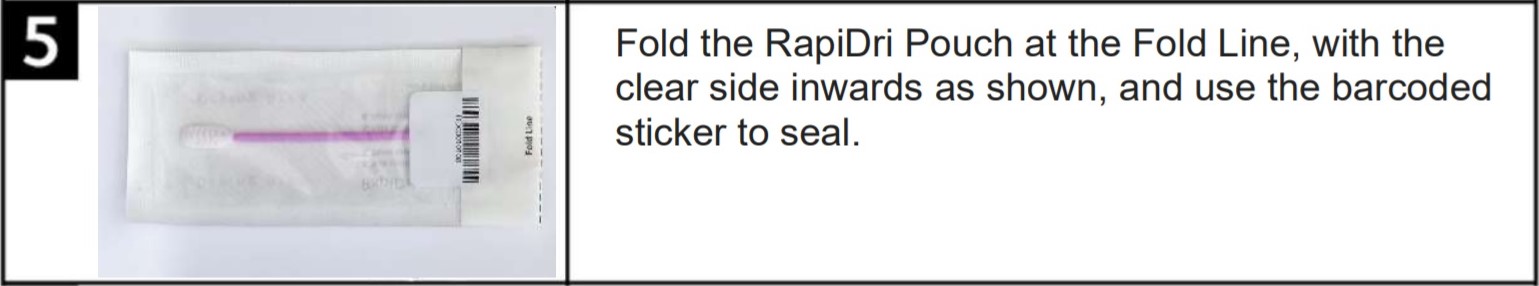 5
Fold the RapiDri Pouch at the Fold Line, with the
clear side inwards as shown, and use the barcoded
sticker to seal.
Fold Line